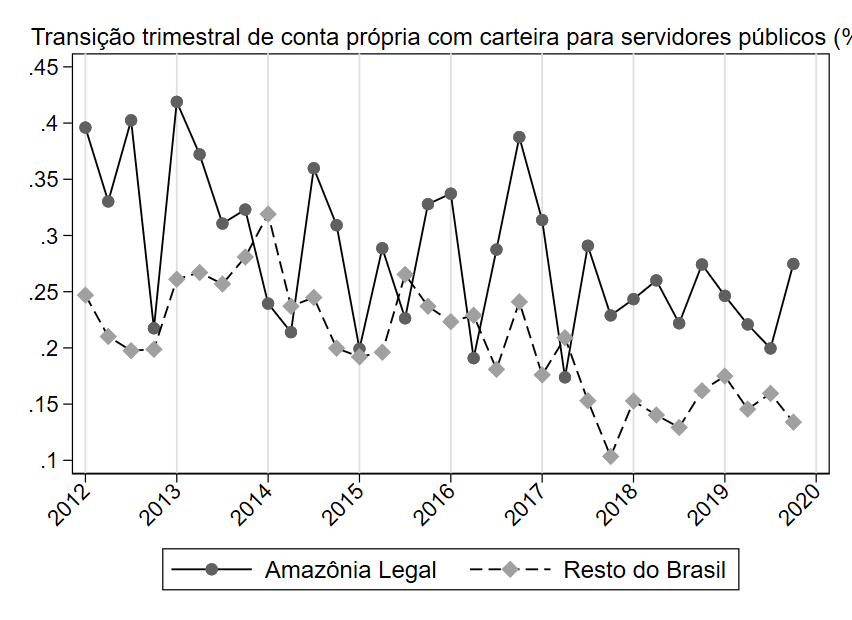 Transição trimestral de conta própria com carteira para servidores públicos (%
.45
.4
.35
.3
.25
.2
.15
.1
2012 2013 2014 2015 2016 2017 2018 2019 2020
Amazônia Legal Resto do Brasil